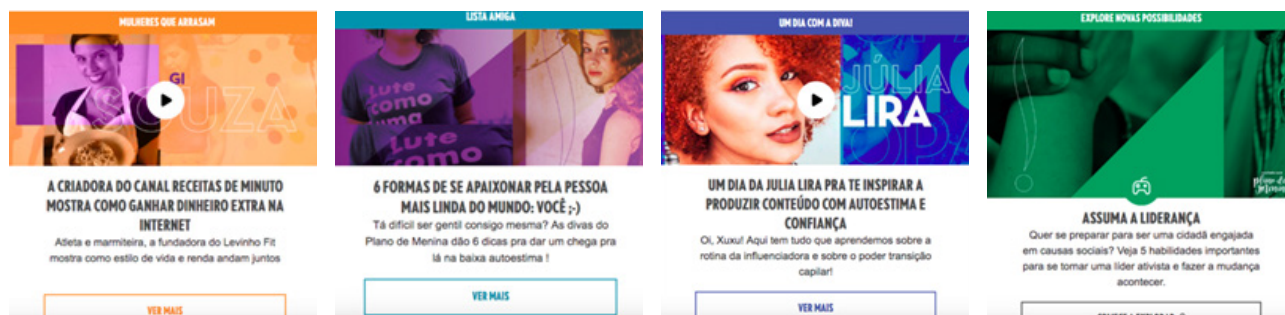 MULHERES QUE ARRASAM
GI
SOUZA
A CRIADORA DO CANAL RECEITAS DE MINUTO
MOSTRA COMO GANHAR DINHEIRO EXTRA NA
INTERNET
Atleta e marmiteira, a fundadora do Levinho Fit
mostra como estilo de vida e renda andam juntos
VER MAIS
LISTA AMIGA
Lute
como
uma
Lute
como
6 FORMAS DE SE APAIXONAR PELA PESSOA
MAIS LINDA DO MUNDO: VOCÊ ;-)
Tá difícil ser gentil consigo mesma? As divas do
Plano de Menina dão 6 dicas pra dar um chega pra
lá na baixa autoestima !
VER MAIS
UM DIA COM A DIVA!
JÚLIA
LIRA
UM DIA DA JULIA LIRA PRA TE INSPIRAR A
PRODUZIR CONTEÚDO COM AUTOESTIMA E
CONFIANÇA
Oi, Xuxu! Aqui tem tudo que aprendemos sobre a
rotina da influenciadora e sobre o poder transição
capilar!
VER MAIS
EXPLORE NOVAS POSSIBILIDADES
plano de
menina
ASSUMA A LIDERANÇA
Quer se preparar para ser uma cidadã engajada
em causas sociais? Veja 5 habilidades importantes
para se tornar uma líder ativista e fazer a mudança
acontecer.